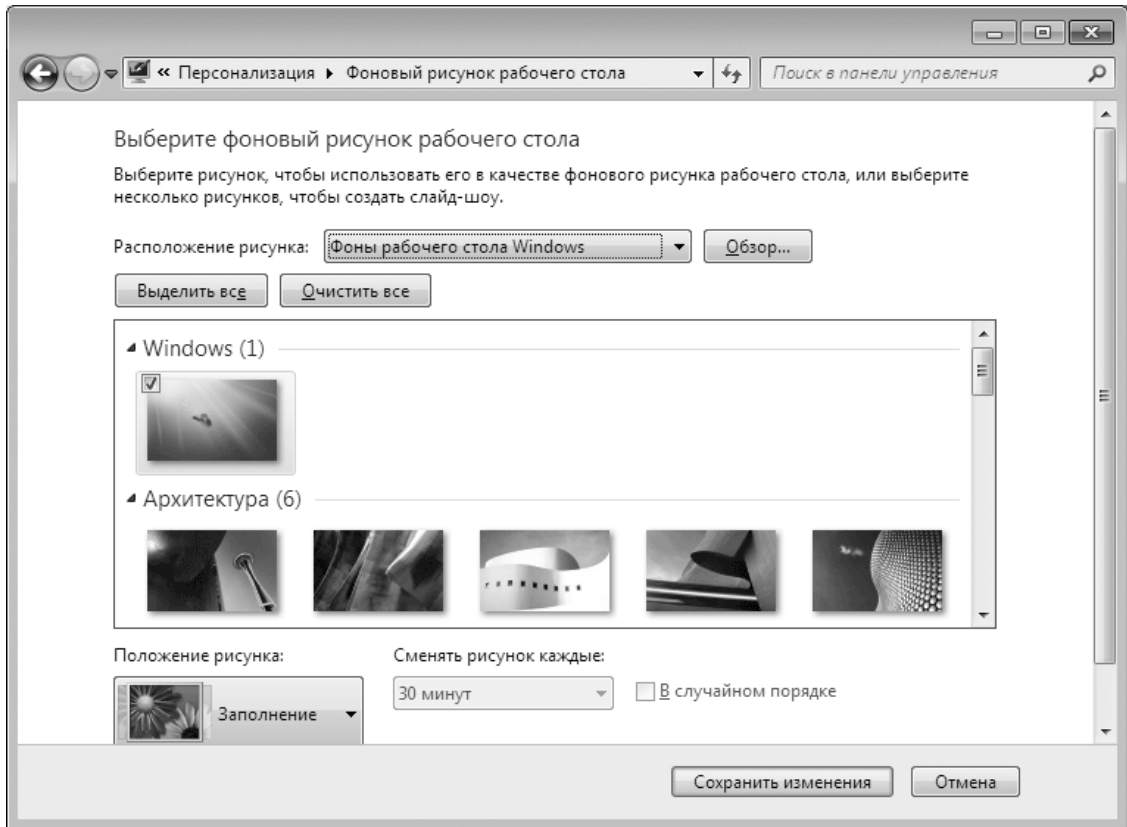 « Персонализация Фоновый рисунок рабочего стола Поиск в панели управления
Выберите фоновый рисунок рабочего стола
Выберите рисунок, чтобы использовать его в качестве фонового рисунка рабочего стола, или выберите
несколько рисунков, чтобы создать слайд-шоу.
Расположение рисунка: Фоны рабочего стола Windows Обзор...
Выделить все Очистить все
Windows (1)
Архитектура (6)
Положение рисунка: Сменять рисунок каждые:
30 минут В случайном порядке
Заполнение
Сохранить изменения Отмена